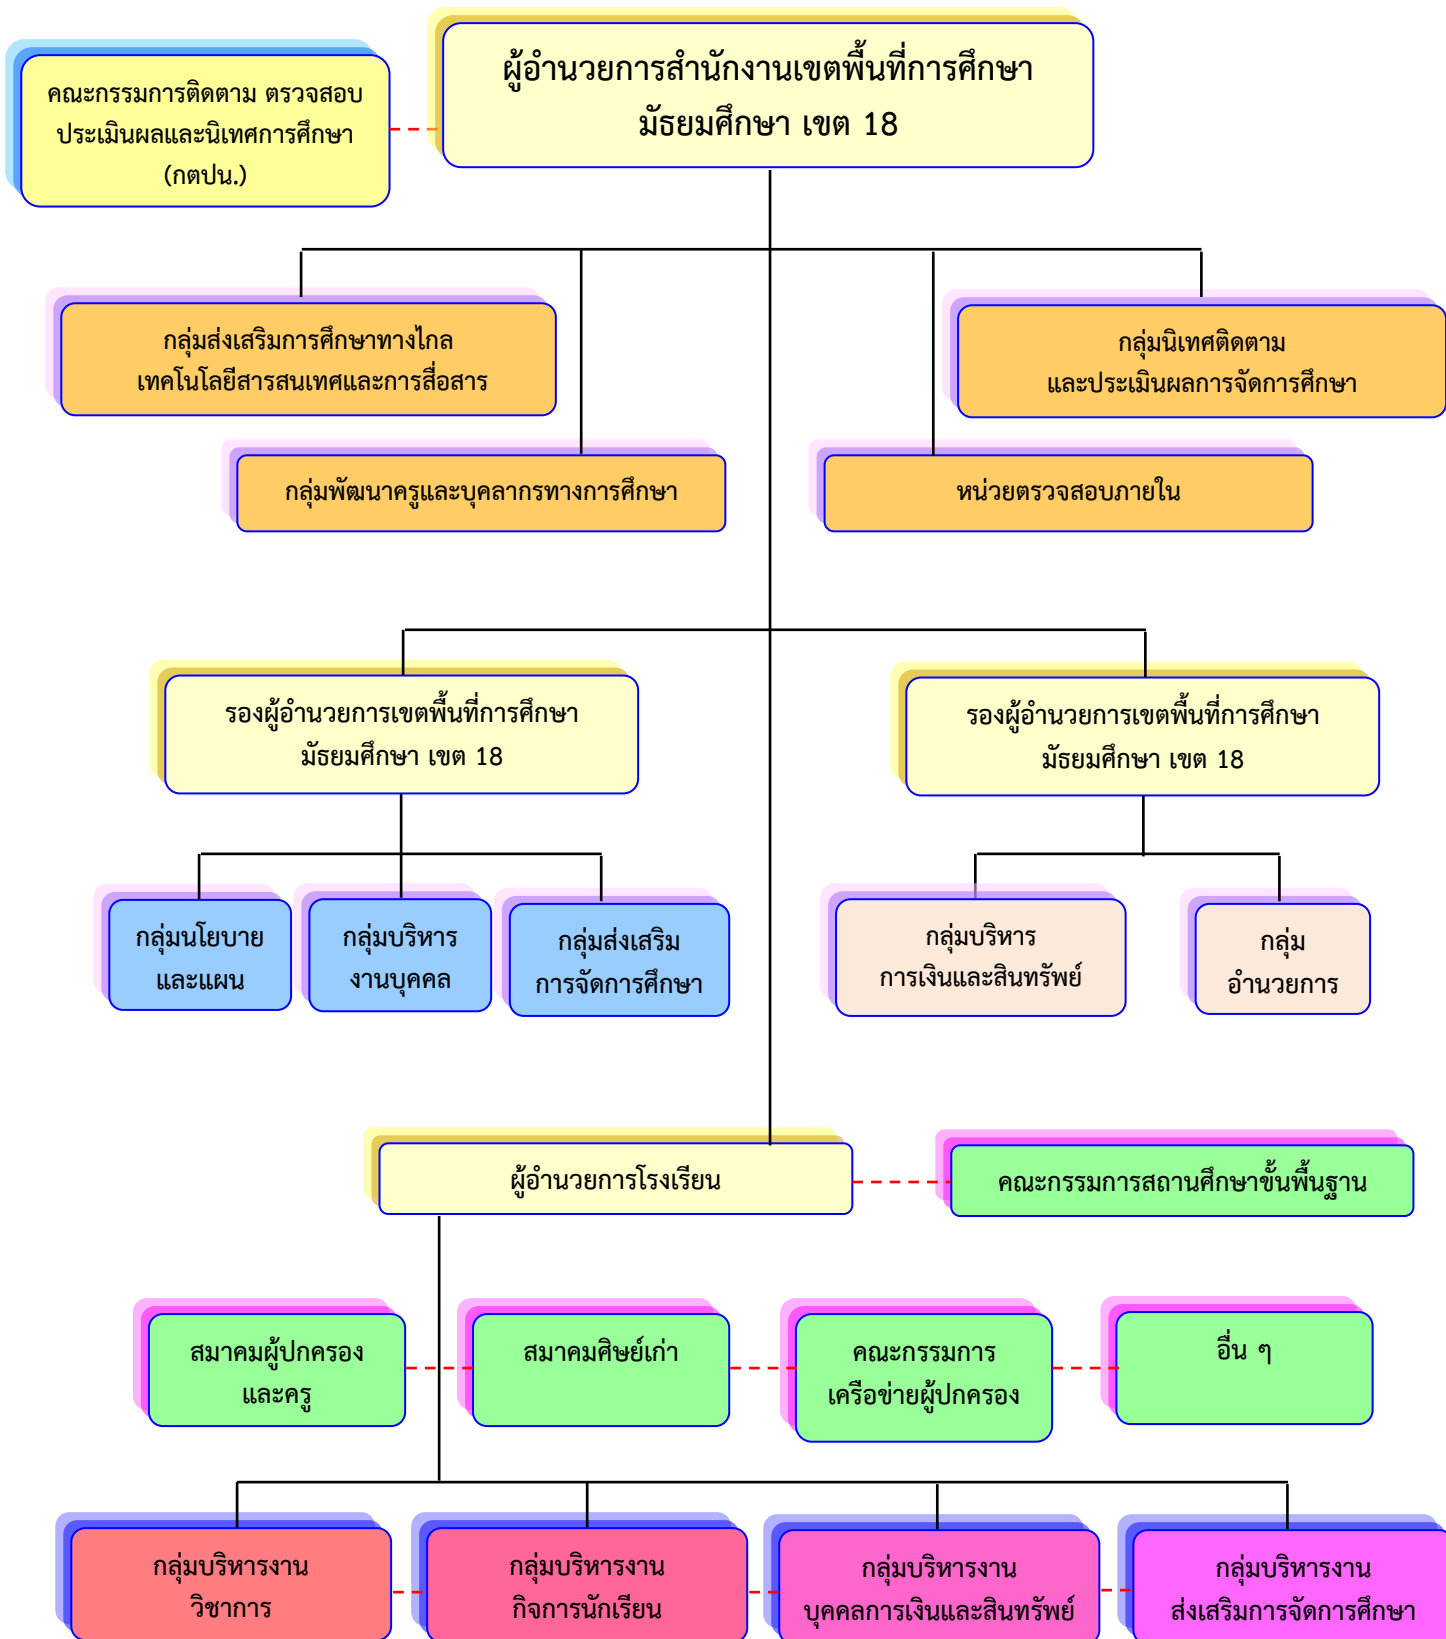 ผู้อำนวยการสำนักงานเขตพื้นที่การศึกษา
มัธยมศึกษา เขต 18
คณะกรรมการติดตาม ตรวจสอบ
ประเมินผลและนิเทศการศึกษา
(กตปน.)
กลุ่มส่งเสริมการศึกษาทางไกล
เทคโนโลยีสารสนเทศและการสื่อสาร
กลุ่มนิเทศติดตาม
และประเมินผลการจัดการศึกษา
กลุ่มพัฒนาครูและบุคลากรทางการศึกษา
หน่วยตรวจสอบภายใน
รองผู้อำนวยการเขตพื้นที่การศึกษา
มัธยมศึกษา เขต 18
รองผู้อำนวยการเขตพื้นที่การศึกษา
มัธยมศึกษา เขต 18
กลุ่มนโยบาย
และแผน
กลุ่มบริหาร
งานบุคคล
กลุ่มส่งเสริม
การจัดการศึกษา
กลุ่มบริหาร
การเงินและสินทรัพย์
กลุ่ม
อำนวยการ
ผู้อำนวยการโรงเรียน
คณะกรรมการสถานศึกษาขั้นพื้นฐาน
สมาคมผู้ปกครอง
และครู
สมาคมศิษย์เก่า
คณะกรรมการ
เครือข่ายผู้ปกครอง
อื่น ๆ
กลุ่มบริหารงาน
วิชาการ
กลุ่มบริหารงาน
กิจการนักเรียน
กลุ่มบริหารงาน
บุคคลการเงินและสินทรัพย์
กลุ่มบริหารงาน
ส่งเสริมการจัดการศึกษา